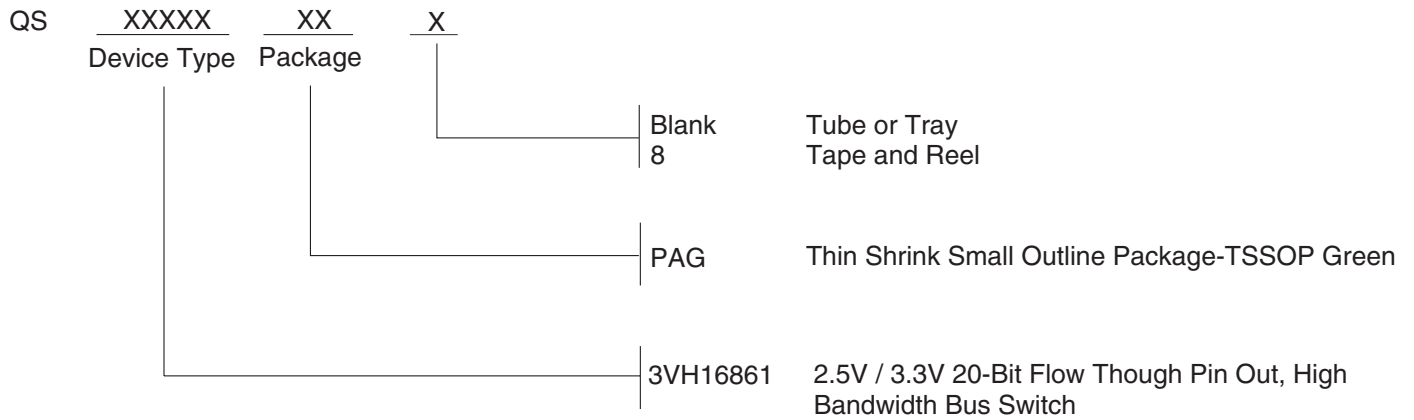 QS XXXXX XX X
Device Type Package
Blank Tube or Tray
8 Tape and Reel
PAG Thin Shrink Small Outline Package-TSSOP Green
3VH16861 2.5V / 3.3V 20-Bit Flow Though Pin Out, High
Bandwidth Bus Switch